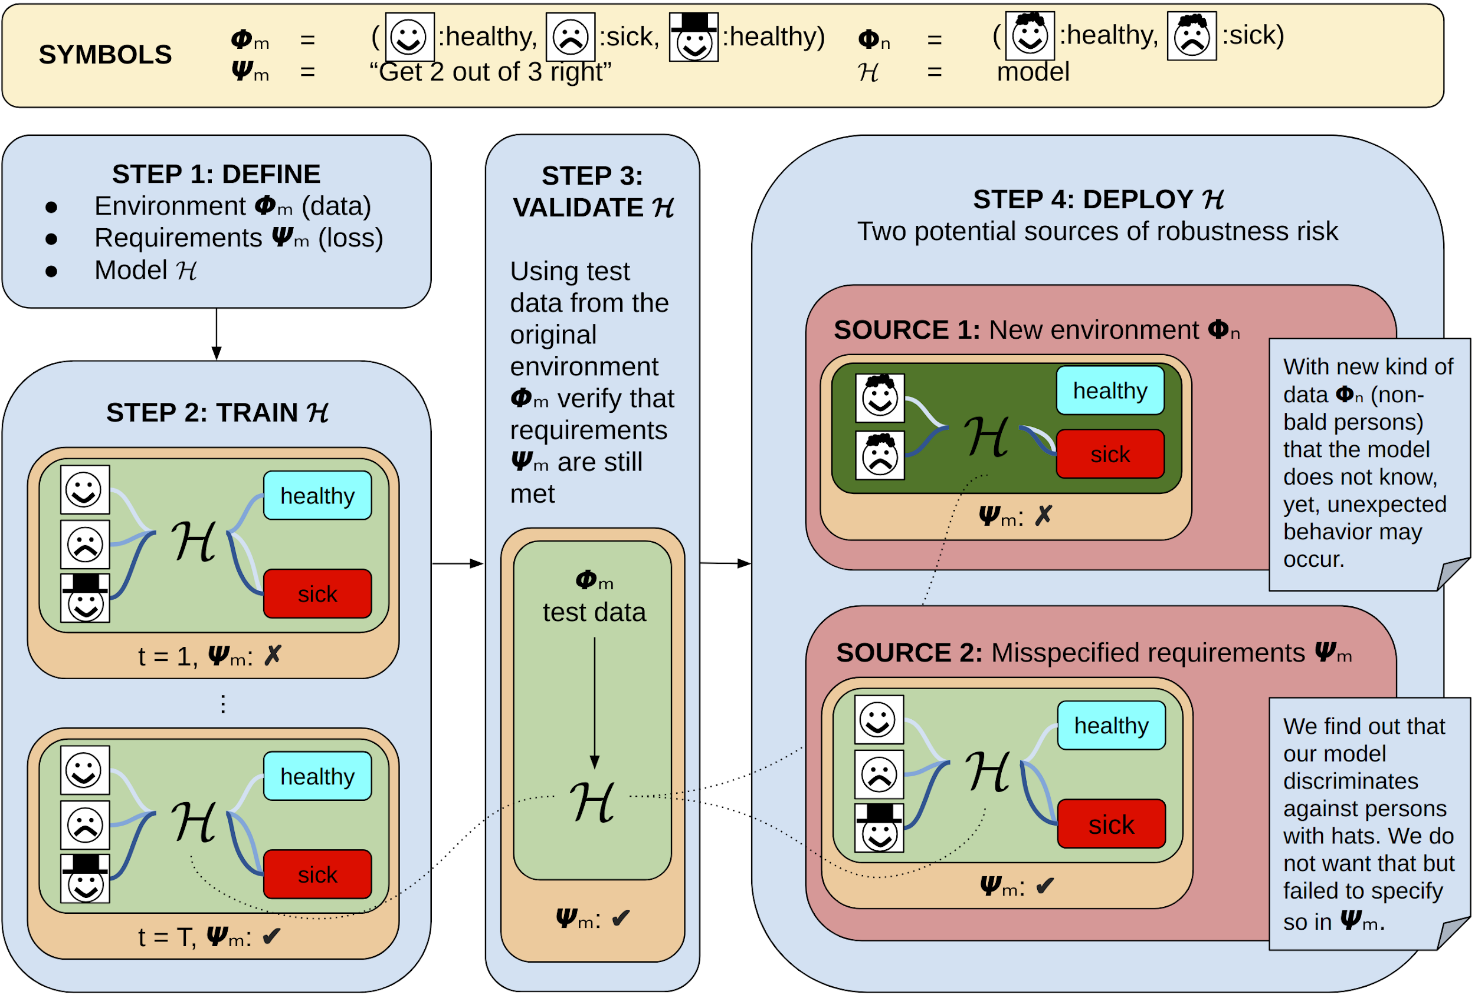 SYMBOLS
𝜱ₘ = ( :healthy, :sick, :healthy) 𝚽ₙ = ( :healthy, :sick)
𝜳ₘ = “Get 2 out of 3 right” ℋ = model
STEP 1: DEFINE
● Environment 𝜱ₘ (data)
● Requirements 𝜳ₘ (loss)
● Model ℋ
STEP 2: TRAIN ℋ
ℋ
healthy
sick
t = 1, 𝜳ₘ: ✗
⋮
ℋ
healthy
sick
t = T, 𝜳ₘ: ✔
STEP 3:
VALIDATE ℋ
Using test
data from the
original
environment
𝜱ₘ verify that
requirements
𝜳ₘ are still
met
𝜱ₘ
test data
ℋ
𝜳ₘ: ✔
STEP 4: DEPLOY ℋ
Two potential sources of robustness risk
SOURCE 1: New environment 𝚽ₙ
ℋ
healthy
sick
𝜳ₘ: ✗
With new kind of
data 𝚽ₙ (non-
bald persons)
that the model
does not know,
yet, unexpected
behavior may
occur.
SOURCE 2: Misspecified requirements 𝜳ₘ
ℋ
healthy
sick
𝜳ₘ: ✔
We find out that
our model
discriminates
against persons
with hats. We do
not want that but
failed to specify
so in 𝜳ₘ.